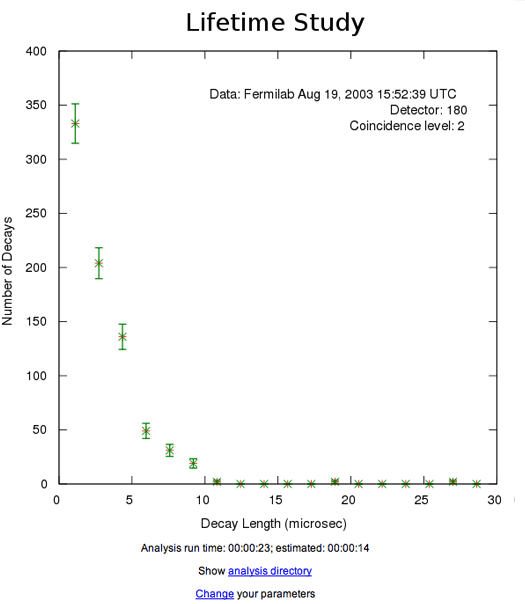 Lifetime Study
400
350
300
250
200
150
100
50
0
Number of Decays
Data: Fermilab Aug 19, 2003 15:52:39 UTC
Detector: 180
Coincidence level: 2
0 5 10 15 20 25 30
Decay Length (microsec)
Analysis run time: 00:00:23; estimated: 00:00:14
Show analysis directory
Change your parameters